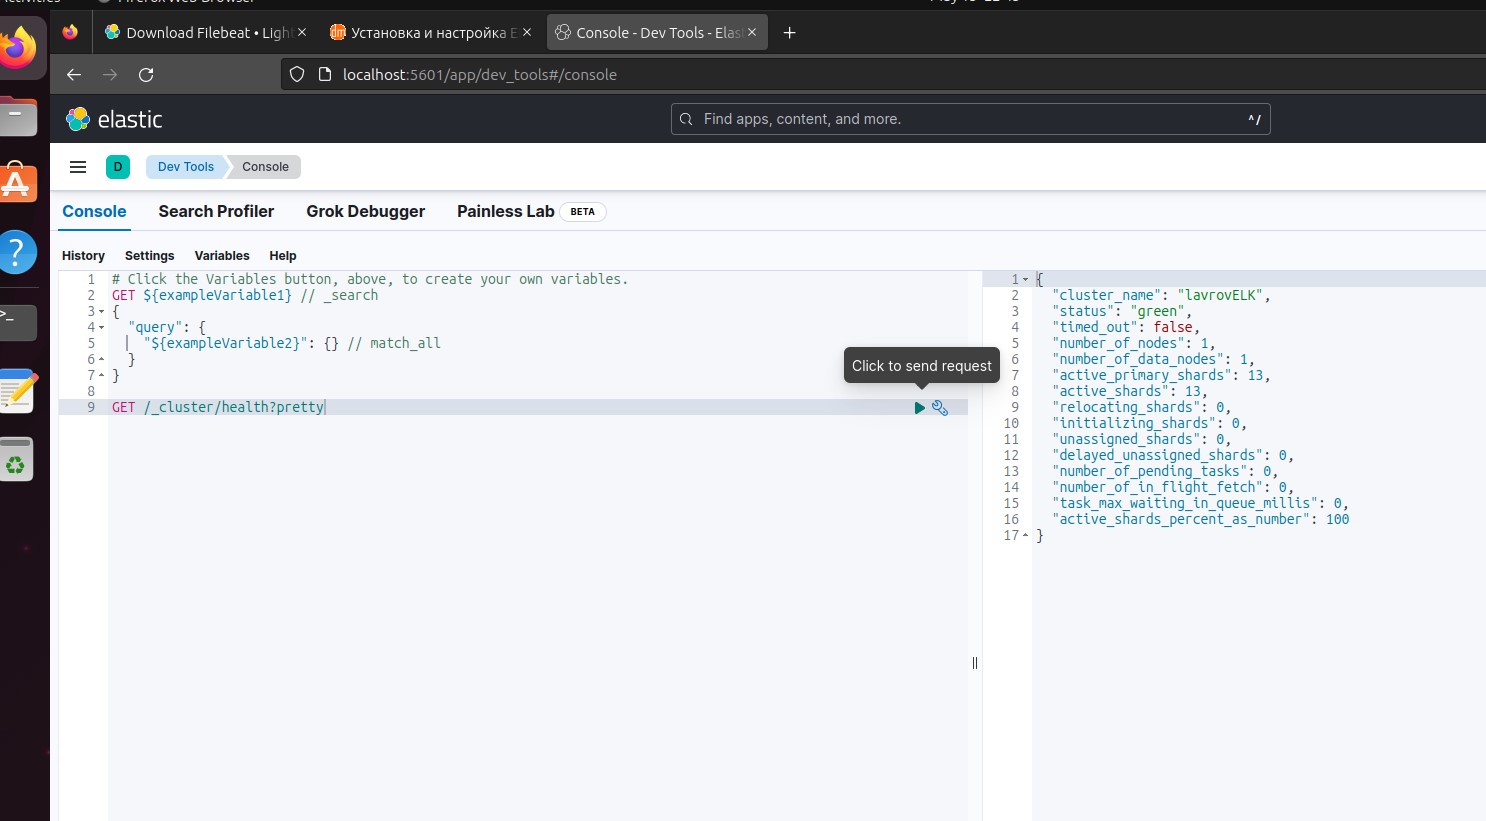 Firefox Web Browser
Download Filebeat • Ligh
Установка и настройка E
Console - Dev Tools - Elas
localhost:5601/app/dev_tools#/console
elastic
Find apps, content, and more.
^/
D
Dev Tools
Console
Console
Search Profiler
Grok Debugger
Painless Lab
BETA
History
Settings
Variables
Help
1 # Click the Variables button, above, to create your own variables.
2 GET ${exampleVariable1} // _search
3 {
4 "query": {
5 "${exampleVariable2}": {} // match_all
6 }
7 }
8
9 GET /_cluster/health?pretty
Click to send request
1 {
2 "cluster_name": "lavrovELK",
3 "status": "green",
4 "timed_out": false,
5 "number_of_nodes": 1,
6 "number_of_data_nodes": 1,
7 "active_primary_shards": 13,
8 "active_shards": 13,
9 "relocating_shards": 0,
10 "initializing_shards": 0,
11 "unassigned_shards": 0,
12 "delayed_unassigned_shards": 0,
13 "number_of_pending_tasks": 0,
14 "number_of_in_flight_fetch": 0,
15 "task_max_waiting_in_queue_millis": 0,
16 "active_shards_percent_as_number": 100
17 }